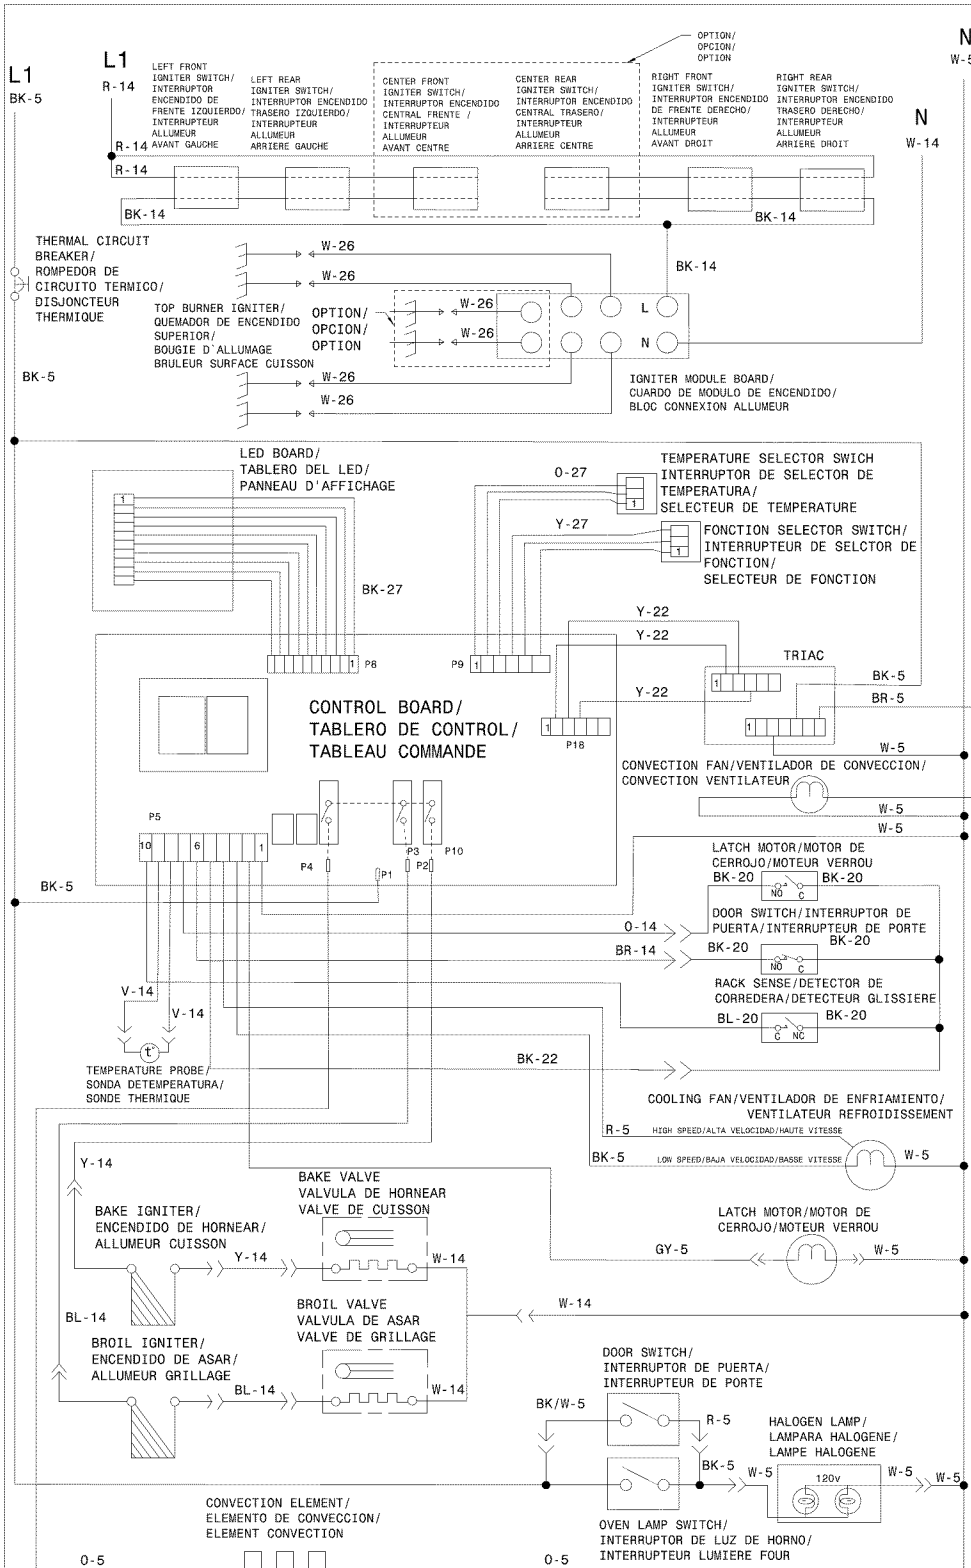 OPTION/
OPCIÓN/
OPTION
N
W-5
L1
BK-5
L1
R-14
LEFT FRONT
IGNITER SWITCH/
INTERRUPTOR
ENCENDIDO DE
FRENTE IZQUIERDO/
INTERRUPTEUR
ALLUMEUR
AVANT GAUCHE
LEFT REAR
IGNITER SWITCH/
INTERRUPTOR ENCENDIDO
TRASERO IZQUIERDO/
INTERRUPTEUR
ALLUMEUR
ARRIERE GAUCHE
CENTER FRONT
IGNITER SWITCH/
INTERRUPTOR ENCENDIDO
CENTRAL FRENTE /
INTERRUPTEUR
ALLUMEUR
AVANT CENTRE
CENTER REAR
IGNITER SWITCH/
INTERRUPTOR ENCENDIDO
CENTRAL TRASERO/
INTERRUPTEUR
ALLUMEUR
ARRIERE CENTRE
RIGHT FRONT
IGNITER SWITCH/
INTERRUPTOR ENCENDIDO
DE FRENTE DERECHO/
INTERRUPTEUR
ALLUMEUR
AVANT DROIT
RIGHT REAR
IGNITER SWITCH/
INTERRUPTOR ENCENDIDO
TRASERO DERECHO/
INTERRUPTEUR
ALLUMEUR
ARRIERE DROIT
N
W-14
R-14
R-14
BK-14
BK-14
THERMAL CIRCUIT
BREAKER/
ROMPEDOR DE
CIRCUITO TERMICO/
DISJONCTEUR
THERMIQUE
W-26
W-26
BK-14
TOP BURNER IGNITER/
QUEMADOR DE ENCENDIDO
SUPERIOR/
BOUGIE D'ALLUMAGE
BRULEUR SURFACE CUISSON
OPTION/
OPCION/
OPTION
W-26
W-26
L
N
BK-5
W-26
W-26
IGNITER MODULE BOARD/
CUARDO DE MODULO DE ENCENDIDO/
BLOC CONNEXION ALLUMEUR
LED BOARD/
TABLERO DEL LED/
PANNEAU D'AFFICHAGE
1
BK-27
O-27
TEMPERATURE SELECTOR SWICH
INTERRUPTOR DE SELECTOR DE
TEMPERATURA/
SELECTEUR DE TEMPERATURE
1
Y-27
FONCTION SELECTOR SWITCH/
INTERRUPTEUR DE SELCTOR DE
FONCTION/
SELECTEUR DE FONCTION
1
Y-22
Y-22
1
P8
P9
1
TRIAC
1
BK-5
Y-22
BR-5
CONTROL BOARD/
TABLERO DE CONTROL/
TABLEAU COMMANDE
1
P18
1
W-5
CONVECTION FAN/VENTILADOR DE CONVECCION/
CONVECTION VENTILATEUR
W-5
W-5
P5
10
6
1
P4
P3
P2
P10
P1
BK-5
LATCH MOTOR/MOTOR DE
CERROJO/MOTEUR VERROU
BK-20
BK-20
NO
C
DOOR SWITCH/INTERRUPTOR DE
PUERTA/INTERRUPTEUR DE PORTE
O-14
BR-14
BK-20
BK-20
NO
C
RACK SENSE/DETECTOR DE
CORREDERA/DETECTEUR GLISSIERE
BL-20
BK-20
C
NC
V-14
V-14
t°
TEMPERATURE PROBE/
SONDA DETEMPERATURA/
SONDE THERMIQUE
BK-22
COOLING FAN/VENTILADOR DE ENFRIAMIENTO/
VENTILATEUR REFROIDISSEMENT
R-5
HIGH SPEED/ALTA VELOCIDAD/HAUTE VITESSE
BK-5
LOW SPEED/BAJA VELOCIDAD/BASSE VITESSE
W-5
Y-14
BAKE VALVE
VALVULA DE HORNEAR
VALVE DE CUISSON
BAKE IGNITER/
ENCENDIDO DE HORNEAR/
ALLUMEUR CUISSON
Y-14
W-14
LATCH MOTOR/MOTOR DE
CERROJO/MOTEUR VERROU
GY-5
W-5
W-14
BL-14
BROIL VALVE
VALVULA DE ASAR
VALVE DE GRILLAGE
BROIL IGNITER/
ENCENDIDO DE ASAR/
ALLUMEUR GRILLAGE
BL-14
W-14
DOOR SWITCH/
INTERRUPTOR DE PUERTA/
INTERRUPTEUR DE PORTE
BK/W-5
R-5
HALOGEN LAMP/
LAMPARA HALOGENE/
LAMPE HALOGENE
BK-5
W-5
120v
W-5
W-5
CONVECTION ELEMENT/
ELEMENTO DE CONVECCION/
ELEMENT CONVECTION
OVEN LAMP SWITCH/
INTERRUPTOR DE LUZ DE HORNO/
INTERRUPTEUR LUMIERE FOUR
O-5
O-5